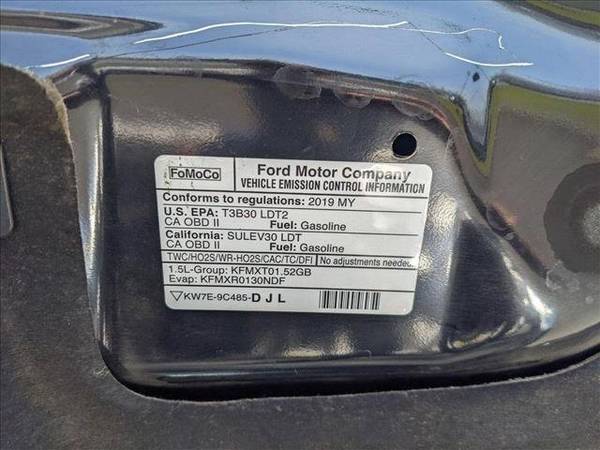 FoMoCo
Ford Motor Company
VEHICLE EMISSION CONTROL INFORMATION
Conforms to regulations: 2019 MY
U.S. EPA: T3B30 LDT2
CA OBD II Fuel: Gasoline
California: SULEV30 LDT
CA OBD II Fuel: Gasoline
TWC/HO2S/WR-HO2S/CAC/TC/DFI No adjustments needed.
1.5L-Group: KFMXT01.52GB
Evap: KFMXR0130NDF
KW7E-9C485-DJL